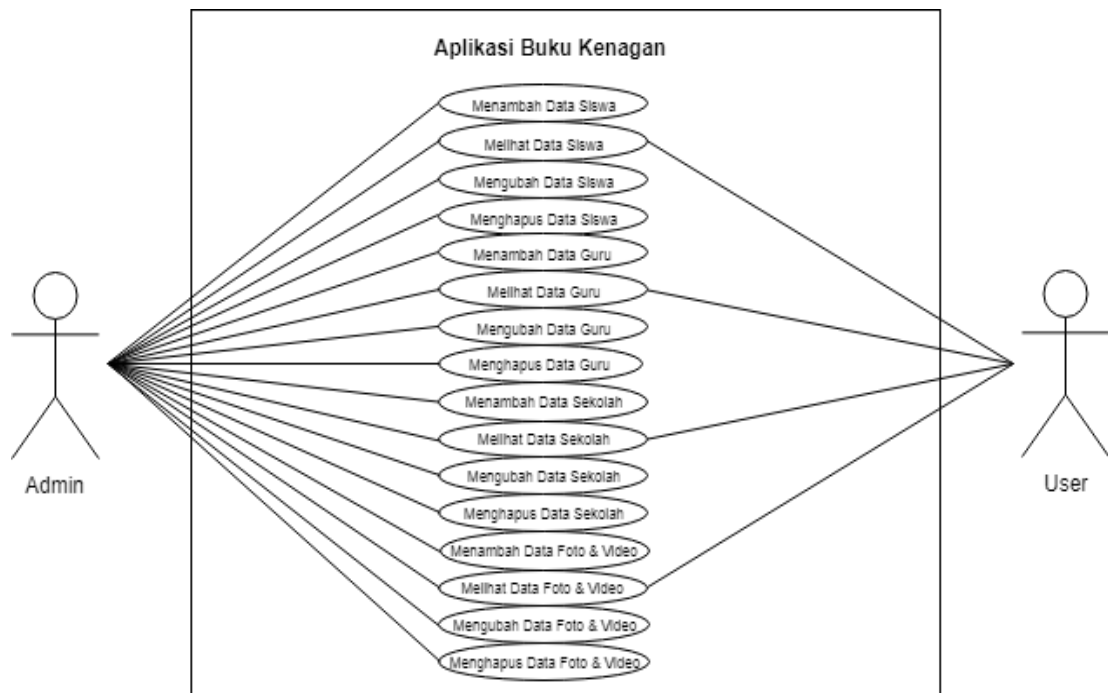 Aplikasi Buku Kenagan
Menambah Data Siswa
Melihat Data Siswa
Mengubah Data Siswa
Menghapus Data Siswa
Menambah Data Guru
Melihat Data Guru
Mengubah Data Guru
Menghapus Data Guru
Menambah Data Sekolah
Melihat Data Sekolah
Mengubah Data Sekolah
Menghapus Data Sekolah
Menambah Data Foto & Video
Melihat Data Foto & Video
Mengubah Data Foto & Video
Menghapus Data Foto & Video
Admin
User